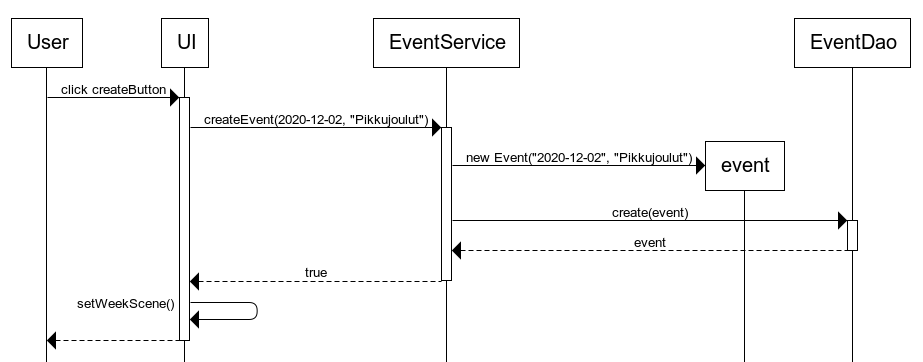 User
UI
EventService
EventDao
click createButton
createEvent(2020-12-02, "Pikkujoulut")
new Event("2020-12-02", "Pikkujoulut")
event
create(event)
event
true
setWeekScene()